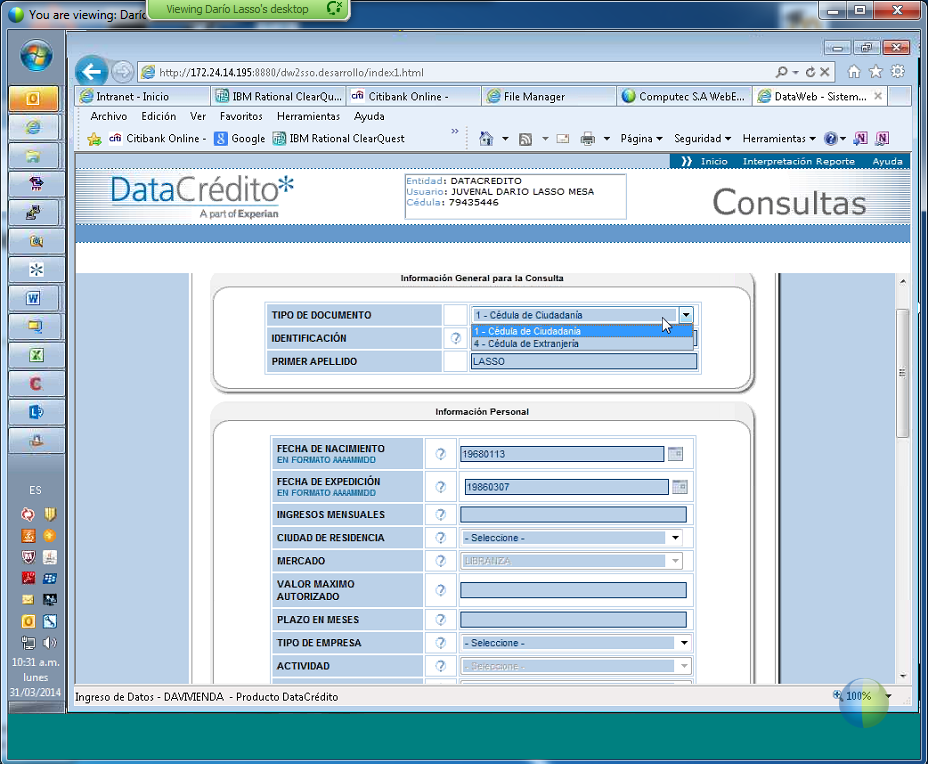 You are viewing: Darío
Viewing Darío Lasso's desktop
http://172.24.14.195:8880/dw2sso.desarrollo/index1.html
Intranet - Inicio
IBM Rational ClearQu...
Citibank Online -
File Manager
Computec S.A WebE...
DataWeb - Sistem...
Archivo Edición Ver Favoritos Herramientas Ayuda
citi Citibank Online -
Google
IBM Rational ClearQuest
»
Página
Seguridad
Herramientas
Inicio Interpretación Reporte Ayuda
DataCrédito
A part of Experian
Entidad: DATACREDITO
Usuario: JUVENAL DARIO LASSO MESA
Cédula: 79435446
Consultas
Información General para la Consulta
TIPO DE DOCUMENTO
1 - Cédula de Ciudadanía
1 - Cédula de Ciudadanía
4 - Cédula de Extranjería
IDENTIFICACIÓN
PRIMER APELLIDO
LASSO
Información Personal
FECHA DE NACIMIENTO
EN FORMATO AAAAMMDD
19680113
FECHA DE EXPEDICIÓN
EN FORMATO AAAAMMDD
19860307
INGRESOS MENSUALES
CIUDAD DE RESIDENCIA
- Seleccione -
MERCADO
LIBRANZA
VALOR MAXIMO
AUTORIZADO
PLAZO EN MESES
TIPO DE EMPRESA
- Seleccione -
ACTIVIDAD
- Seleccione -
ES
10:31 a.m.
lunes
31/03/2014
Ingreso de Datos - DAVIVIENDA - Producto DataCrédito
100%